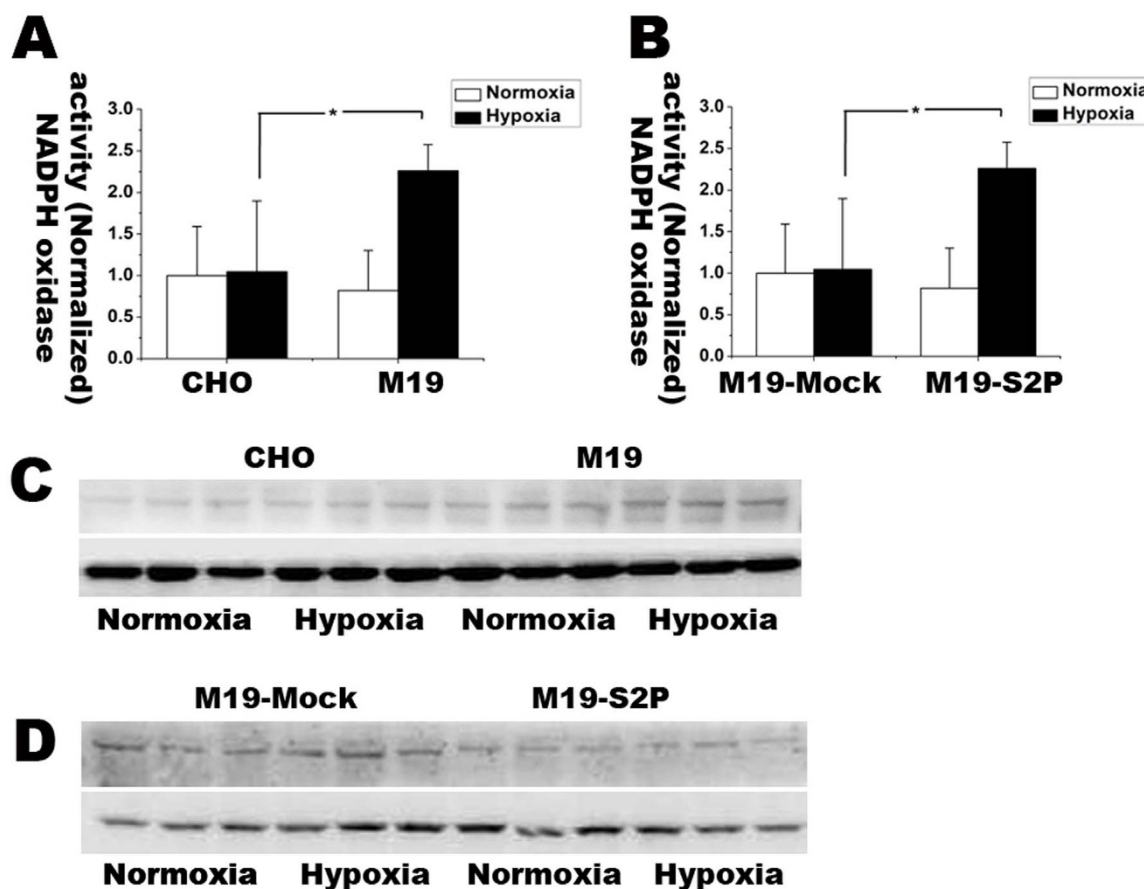 A
NADPH oxidase
activity (Normalized)
3.0
2.5
2.0
1.5
1.0
0.5
0.0
Normoxia
Hypoxia
*
CHO M19
B
NADPH oxidase
activity (Normalized)
3.0
2.5
2.0
1.5
1.0
0.5
0.0
Normoxia
Hypoxia
*
M19-Mock M19-S2P
C
CHO M19
Normoxia Hypoxia Normoxia Hypoxia
D
M19-Mock M19-S2P
Normoxia Hypoxia Normoxia Hypoxia